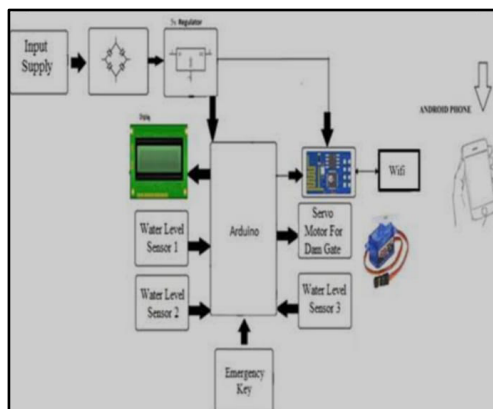 5v Regulator
Input
Supply
ANDROID PHONE
Display
Arduino
Wifi
Water Level
Sensor 1
Servo
Motor For
Dam Gate
Water Level
Sensor 2
Water Level
Sensor 3
Emergency
Key